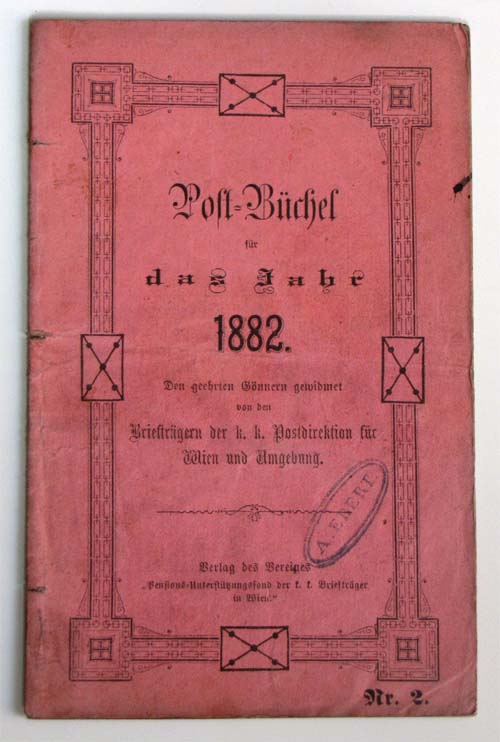 Post-Büchel
für
das Jahr
1882.
Den geehrten Gönnern gewidmet
von den
Briefträgern der k. k. Postdirektion für
Wien und Umgebung.
A. EXERT
Verlag des Vereines
"Pensions-Unterstützungsfond der k. k. Briefträger
in Wien."
Nr. 2.